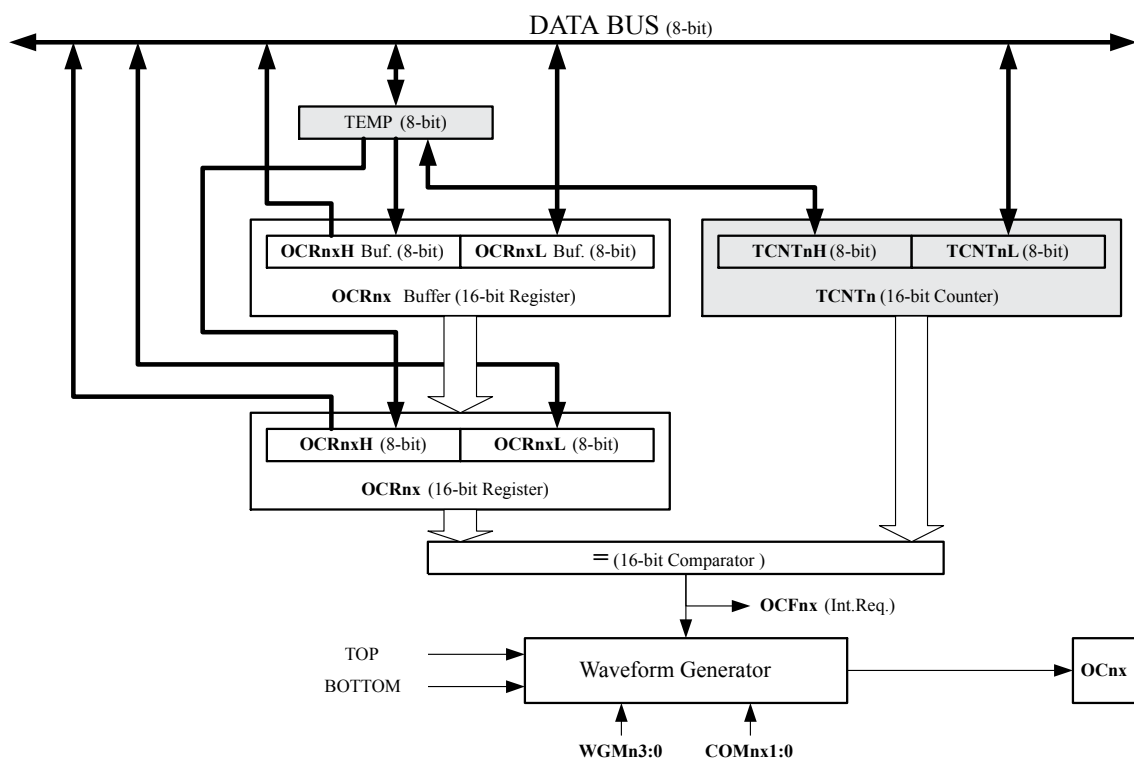 DATA BUS (8-bit)
TEMP (8-bit)
OCRnxH Buf. (8-bit)
OCRnxL Buf. (8-bit)
TCNTnH (8-bit)
TCNTnL (8-bit)
OCRnx Buffer (16-bit Register)
TCNTn (16-bit Counter)
OCRnxH (8-bit)
OCRnxL (8-bit)
OCRnx (16-bit Register)
= (16-bit Comparator )
OCFnx (Int.Req.)
TOP
BOTTOM
Waveform Generator
OCnx
WGMn3:0
COMnx1:0